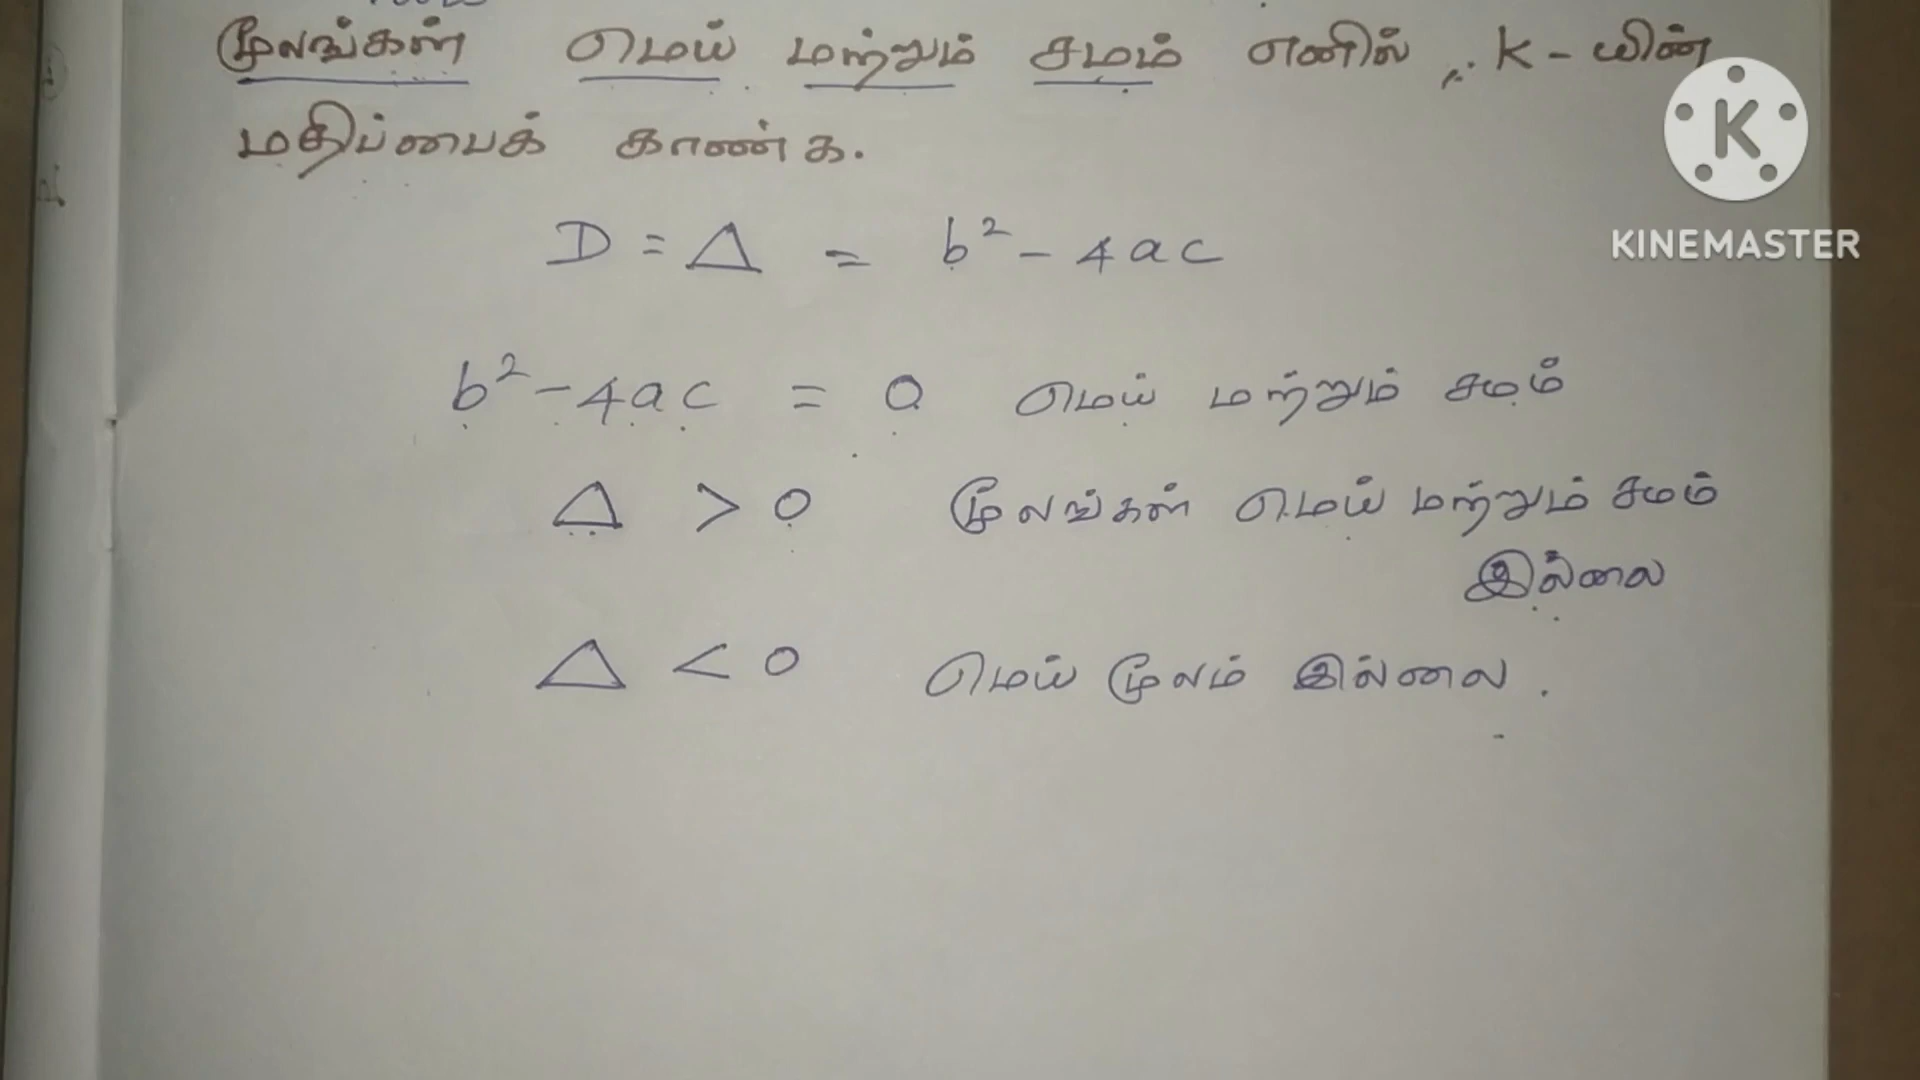 மூலங்கள் மெய் மற்றும் சமம் எனில், K-யின்
மதிப்பைக் காண்க.
K
KINEMASTER
D = Δ = b² - 4ac
b² - 4ac = 0 மெய் மற்றும் சமம்
Δ > 0 மூலங்கள் மெய் மற்றும் சமம்
இல்லை
Δ < 0 மெய் மூலம் இல்லை.